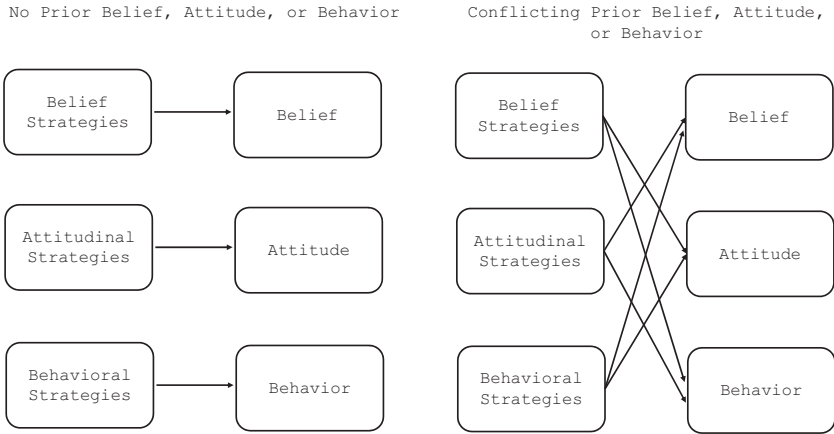 No Prior Belief, Attitude, or Behavior
Belief
Strategies
Belief
Attitudinal
Strategies
Attitude
Behavioral
Strategies
Behavior
Conflicting Prior Belief, Attitude,
or Behavior
Belief
Strategies
Belief
Attitudinal
Strategies
Attitude
Behavioral
Strategies
Behavior